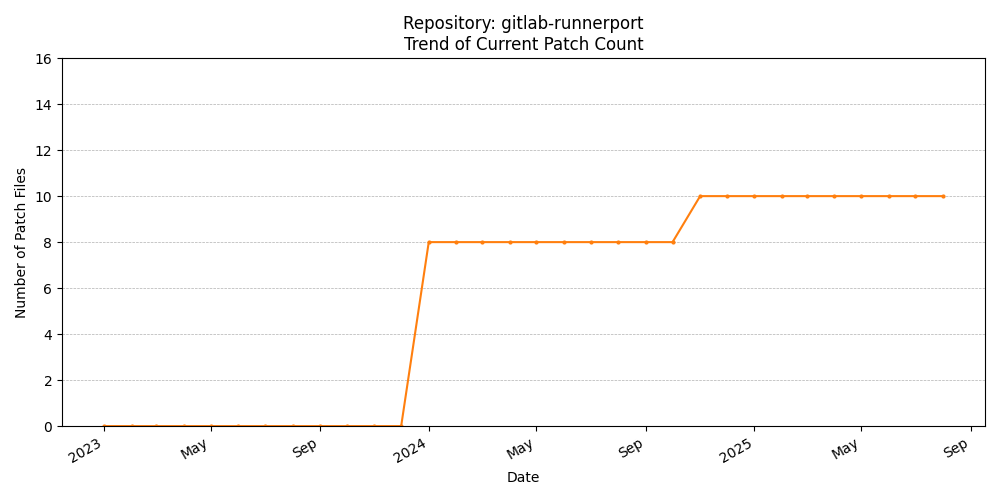 Repository: gitlab-runnerport
Trend of Current Patch Count
Number of Patch Files
16
14
12
10
8
6
4
2
0
2023
May
Sep
2024
May
Sep
2025
May
Sep
Date